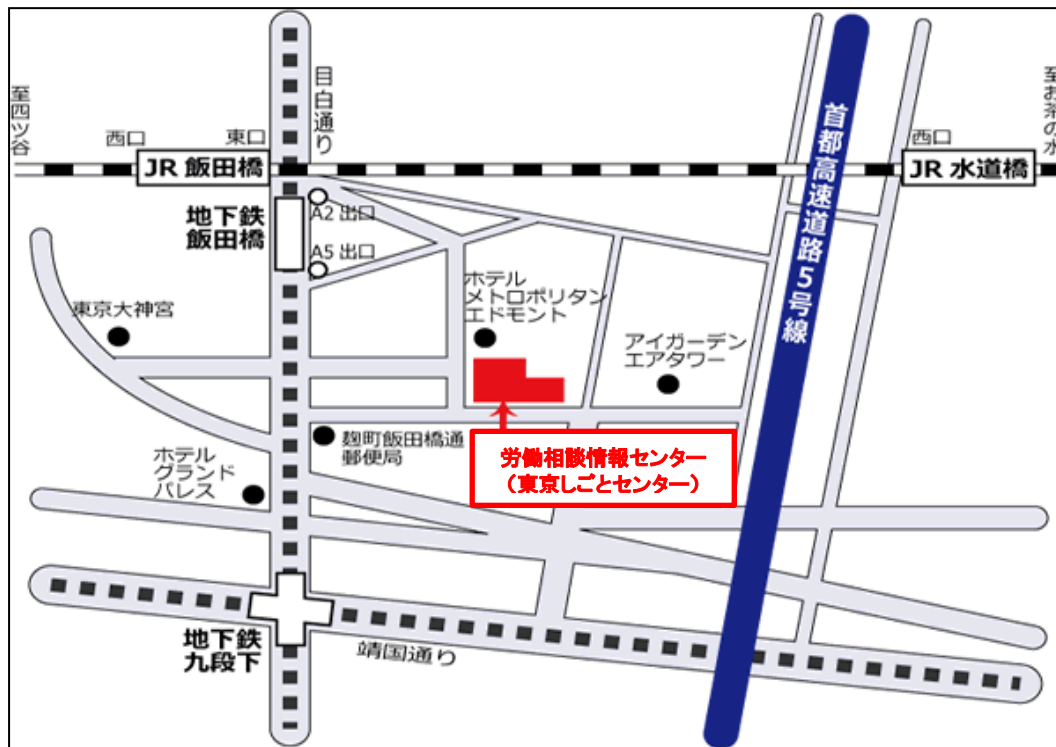 至四ツ谷
西口
東口
目白通り
首都高速道路5号線
西口
至お茶の水
JR 飯田橋
JR 水道橋
地下鉄
飯田橋
A2 出口
A5 出口
東京大神宮
ホテル
メトロポリタン
エドモント
アイガーデン
エアタワー
麹町飯田橋通
郵便局
労働相談情報センター
（東京しごとセンター）
ホテル
グランド
パレス
地下鉄
九段下
靖国通り